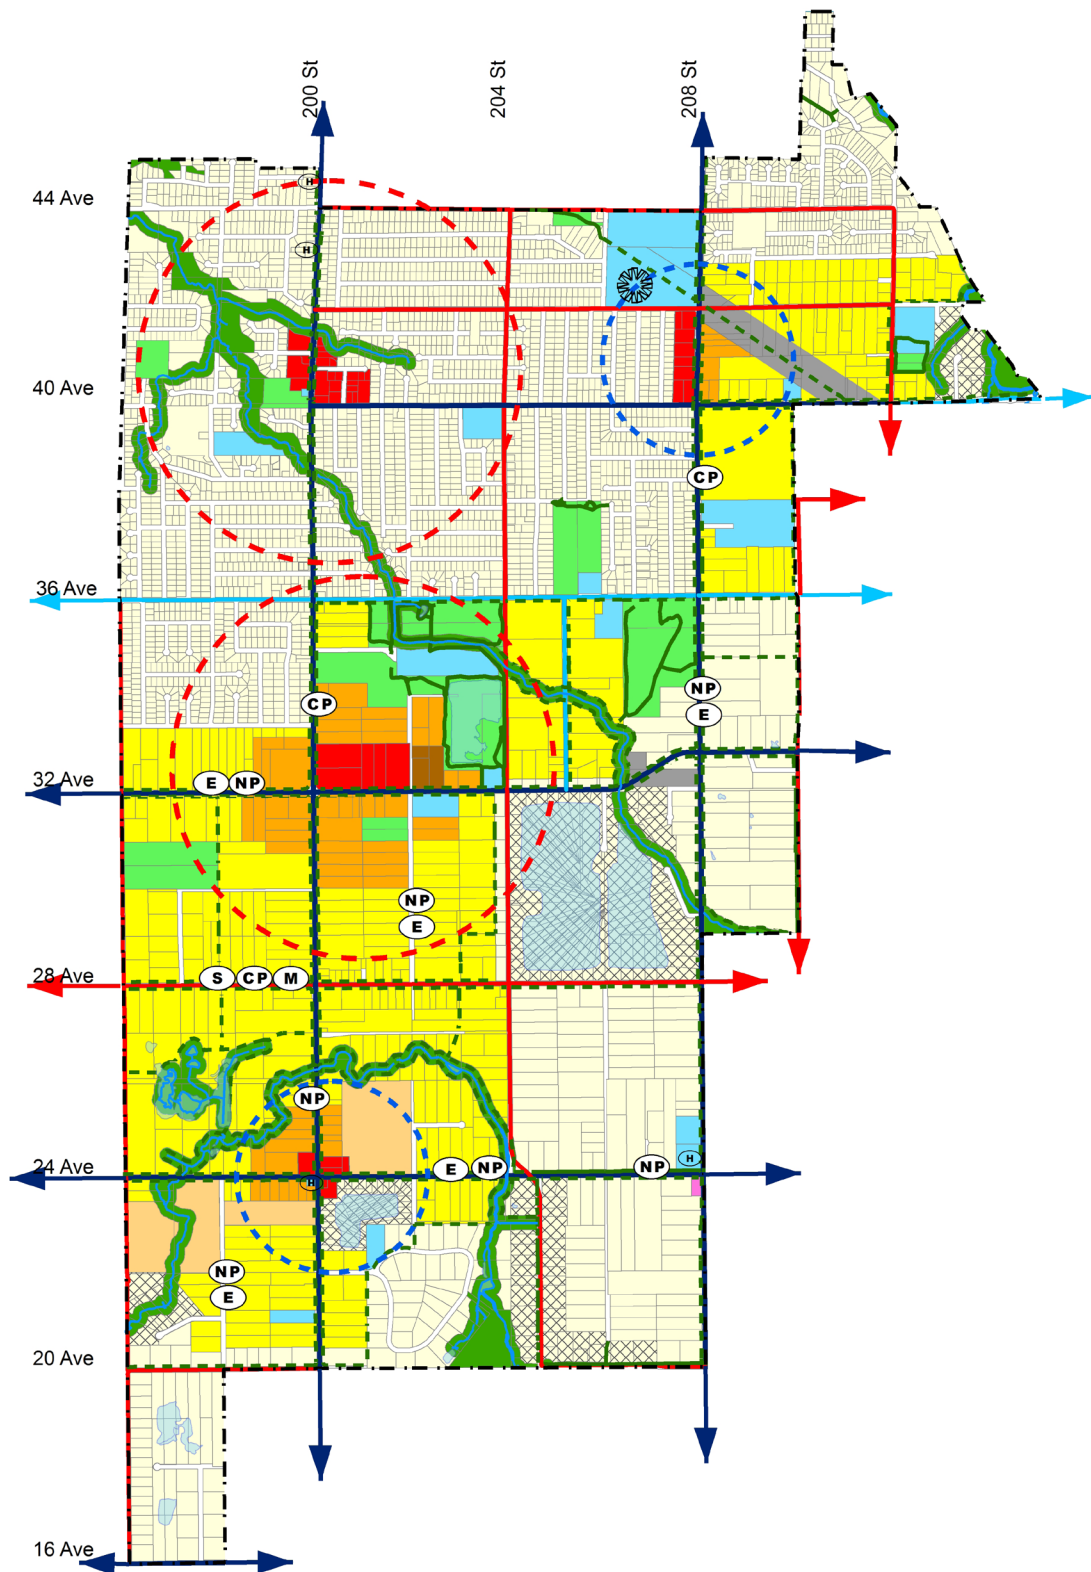 200 St
204 St
208 St
H
44 Ave
H
40 Ave
CP
36 Ave
NP
CP
E
32 Ave
E NP
NP
E
28 Ave
S CP M
NP
24 Ave
E NP NP H
H
NP
E
20 Ave
16 Ave